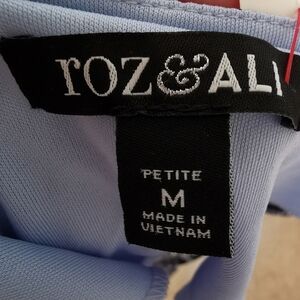 roz&ALI
PETITE
M
MADE IN
VIETNAM